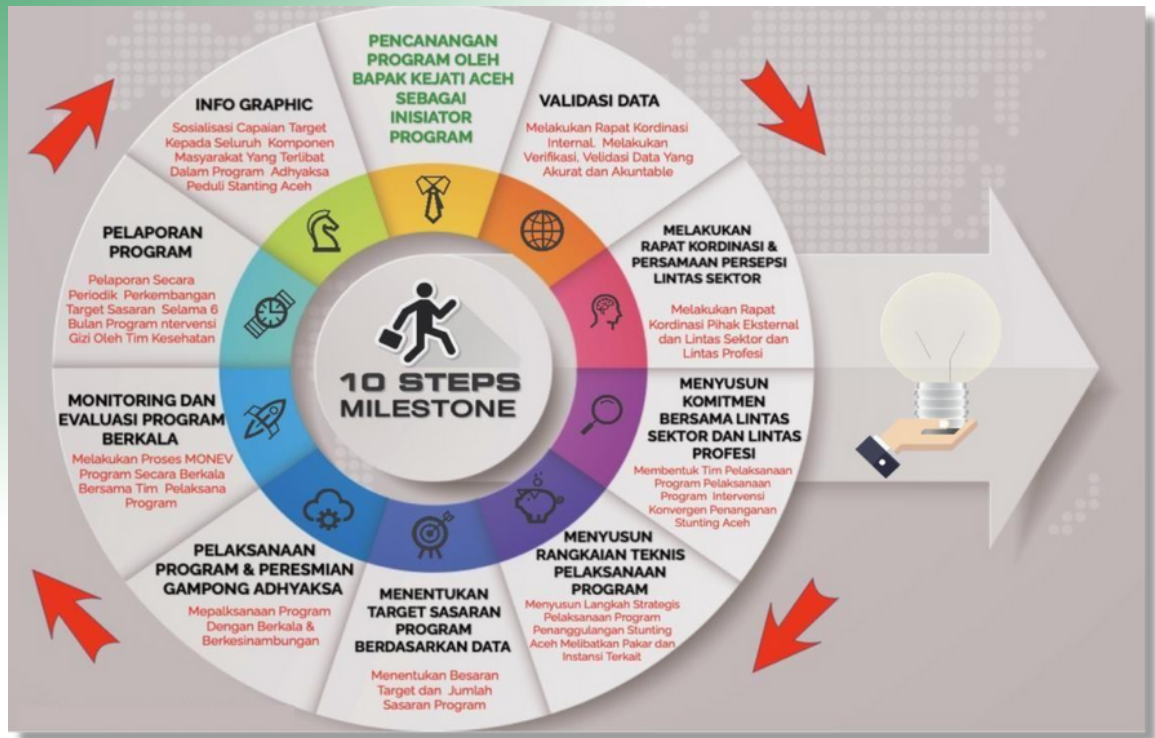 PENCANANGAN
PROGRAM OLEH
BAPAK KEJATI ACEH
SEBAGAI
INISIATOR
PROGRAM
VALIDASI DATA
Melakukan Rapat Kordinasi
Internal. Melakukan
Verifikasi, Velidasi Data Yang
Akurat dan Akuntable
MELAKUKAN
RAPAT KORDINASI &
PERSAMAAN PERSEPSI
LINTAS SEKTOR
Melakukan Rapat
Kordinasi Pihak Eksternal
dan Lintas Sektor dan
Lintas Profesi
MENYUSUN
KOMITMEN
BERSAMA LINTAS
SEKTOR DAN LINTAS
PROFESI
Membentuk Tim Pelaksanaan
Program Pelaksanaan
Program Intervensi
Konvergen Penanganan
Stunting Aceh
MENYUSUN
RANGKAIAN TEKNIS
PELAKSANAAN
PROGRAM
Menyusun Langkah Strategis
Pelaksanaan Program
Penanggulangan Stunting
Aceh Melibatkan Pakar dan
Instansi Terkait
MENENTUKAN
TARGET SASARAN
PROGRAM
BERDASARKAN DATA
Menentukan Besaran
Target dan Jumlah
Sasaran Program
PELAKSANAAN
PROGRAM & PERESMIAN
GAMPONG ADHYAKSA
Mepalksanaan Program
Dengan Berkala &
Berkesinambungan
MONITORING DAN
EVALUASI PROGRAM
BERKALA
Melakukan Proses MONEV
Program Secara Berkala
Bersama Tim Pelaksana
Program
PELAPORAN
PROGRAM
Pelaporan Secara
Periodik Perkembangan
Target Sasaran Selama 6
Bulan Program ntervensi
Gizi Oleh Tim Kesehatan
INFO GRAPHIC
Sosialisasi Capaian Target
Kepada Seluruh Komponen
Masyarakat Yang Terlibat
Dalam Program Adhyaksa
Peduli Stanting Aceh
10 STEPS
MILESTONE